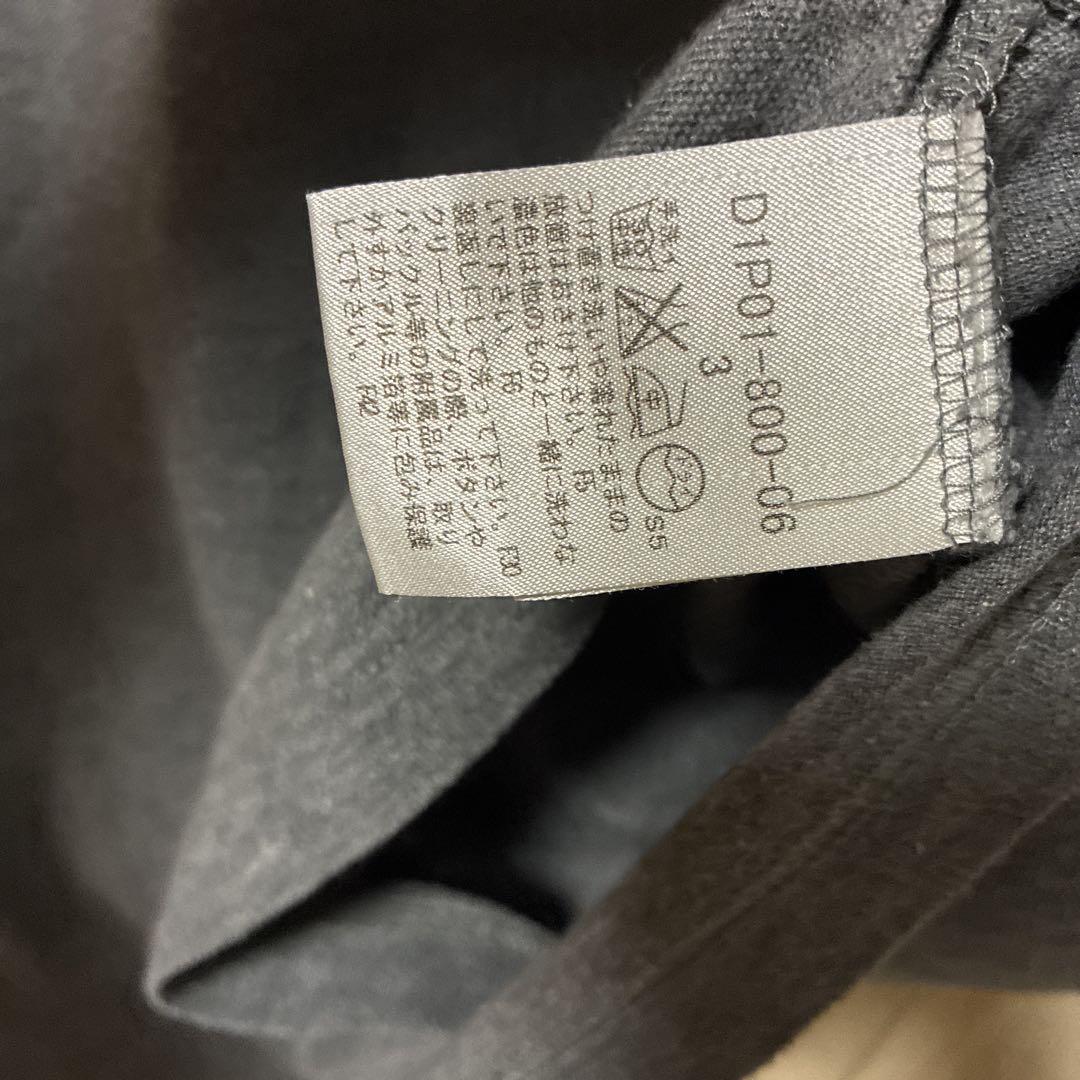 D1P01-800-06
3
手洗イ 30 中性 S5
つけ置き洗いや濡れたままの
放置はおさけ下さい。 F5
濃色は他のものと一緒に洗わな
いで下さい。 F6
裏返しにして洗って下さい。 F30
クリーニングの際、ボタンや
バックル等の附属品は、取り
外すかアルミ箔等に包み保護
して下さい。 F92